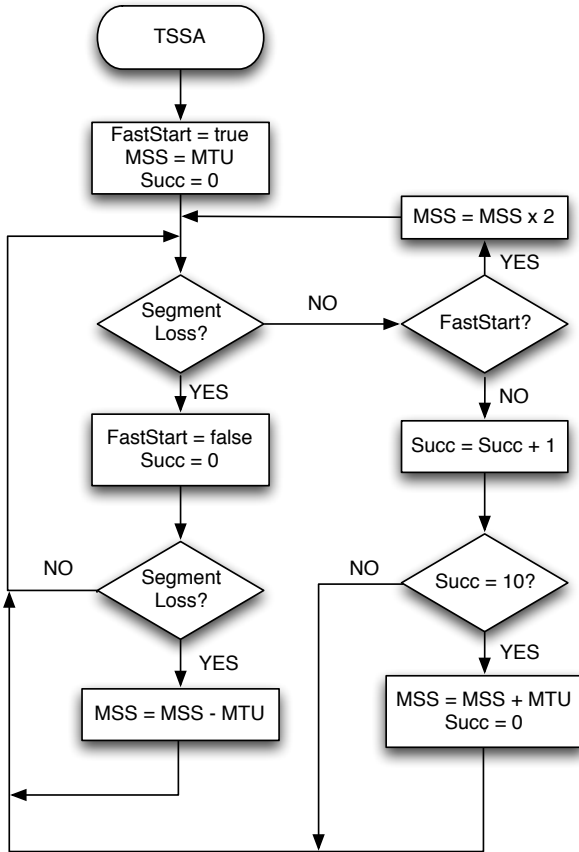 TSSA
FastStart = true
MSS = MTU
Succ = 0
MSS = MSS x 2
YES
Segment
Loss?
NO
FastStart?
YES
NO
FastStart = false
Succ = 0
Succ = Succ + 1
NO
Segment
Loss?
NO
Succ = 10?
YES
YES
MSS = MSS - MTU
MSS = MSS + MTU
Succ = 0